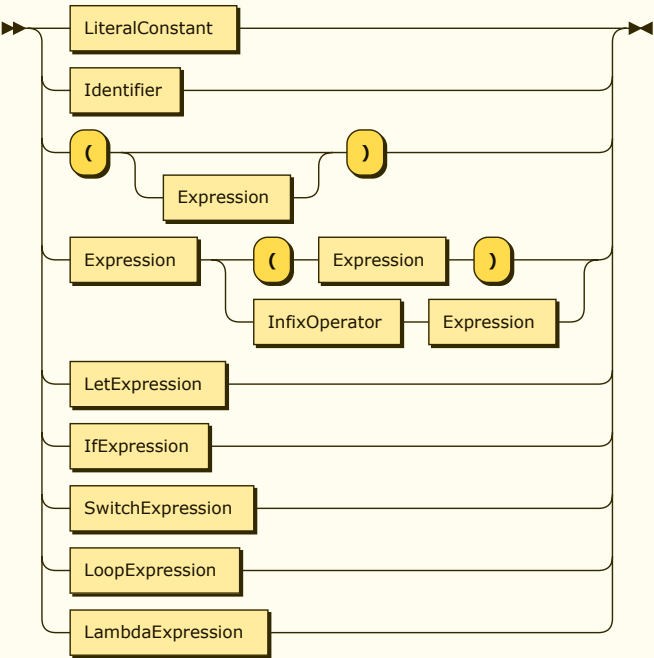 LiteralConstant
Identifier
( )
Expression
Expression ( Expression )
InfixOperator Expression
LetExpression
IfExpression
SwitchExpression
LoopExpression
LambdaExpression